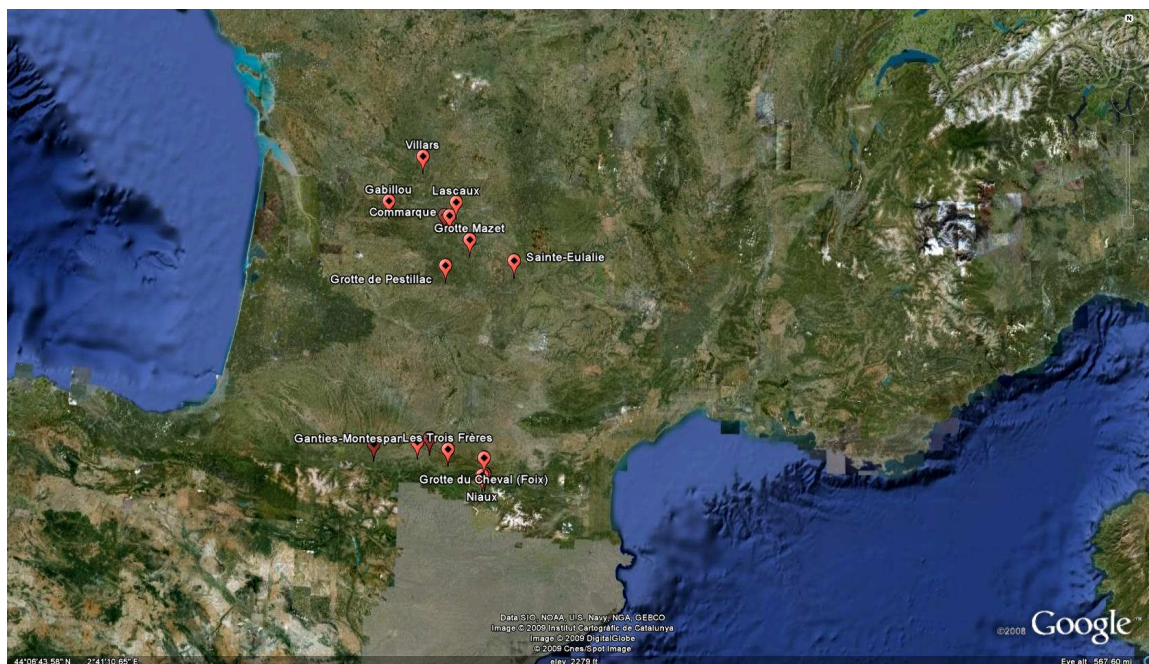 N
Villars
Gabillou
Lascaux
Commarque
Grotte Mazet
Sainte-Eulalie
Grotte de Pestillac
Ganties-Montespan
Les Trois Frères
Grotte du Cheval (Foix)
Niaux
Data SIO, NOAA, U.S. Navy, NGA, GEBCO
Image © 2009 Institut Cartogràfic de Catalunya
Image © 2009 DigitalGlobe
© 2009 Cnes/Spot Image
©2008 Google™
44°06'43.58" N 2°41'10.65" E elev 2279 ft Eye alt 567.60 mi